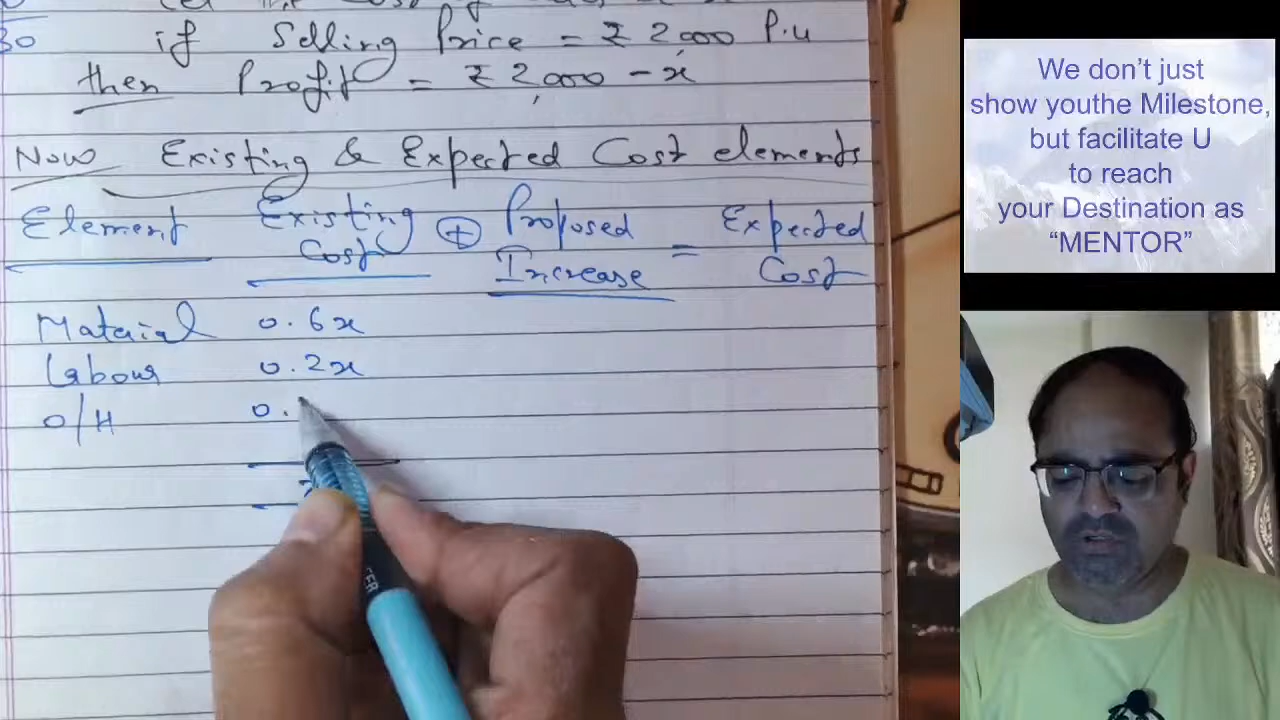 30 if Selling Price = ₹ 2,000 P.u
then Profit = ₹ 2,000 - x
Now Existing & Expected Cost elements
Element Existing Cost + Proposed Increase = Expected Cost
Material 0.6x
Labour 0.2x
O/H 0.
We don't just
show youthe Milestone,
but facilitate U
to reach
your Destination as
“MENTOR”